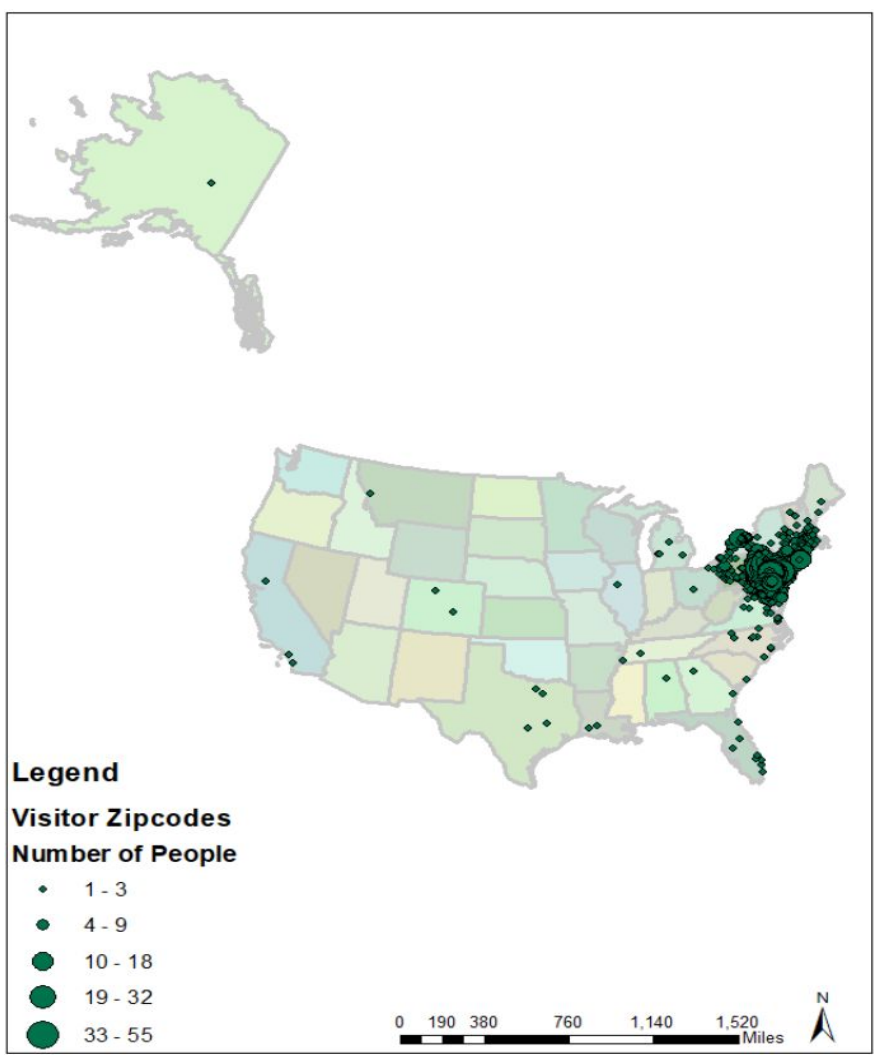 Legend
Visitor Zipcodes
Number of People
1 - 3
4 - 9
10 - 18
19 - 32
33 - 55
0 190 380 760 1,140 1,520
Miles
N